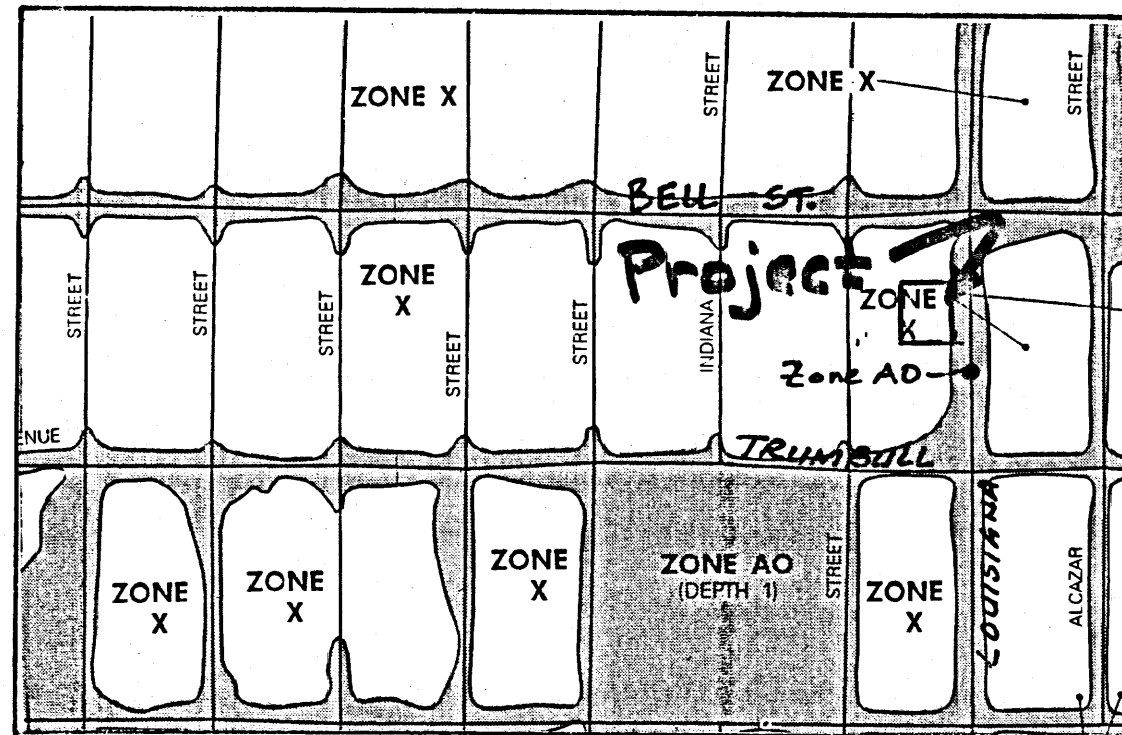 ZONE X
STREET
ZONE X
STREET
BELL ST.
Project
STREET
STREET
STREET
ZONE
X
STREET
STREET
INDIANA
ZONE
X
Zone AO
ENUE
TRUMBULL
ZONE
X
ZONE
X
ZONE
X
ZONE AO
(DEPTH 1)
STREET
ZONE
X
LOUISIANA
ALCAZAR